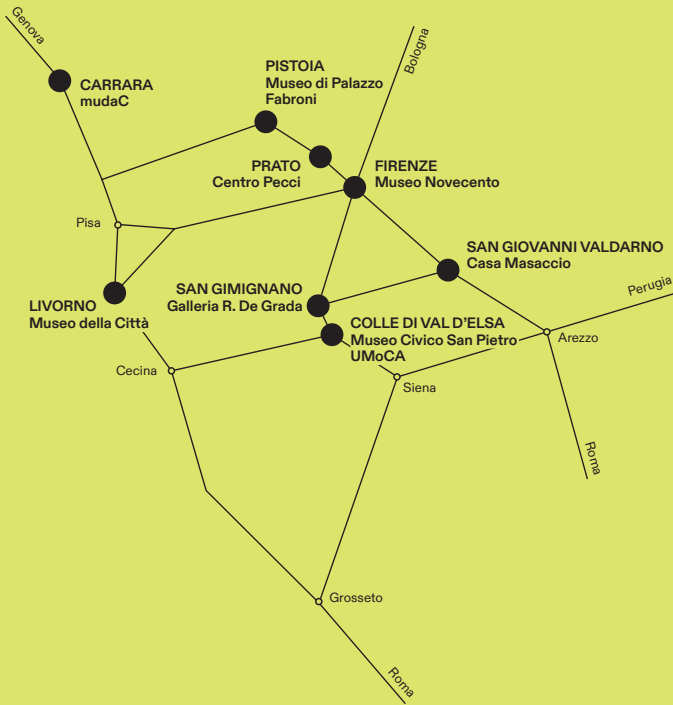 Genova
CARRARA
mudaC
PISTOIA
Museo di Palazzo
Fabroni
Bologna
PRATO
Centro Pecci
FIRENZE
Museo Novecento
Pisa
SAN GIOVANNI VALDARNO
Casa Masaccio
SAN GIMIGNANO
Galleria R. De Grada
Perugia
LIVORNO
Museo della Città
COLLE DI VAL D'ELSA
Museo Civico San Pietro
UMoCA
Arezzo
Cecina
Siena
Roma
Grosseto
Roma